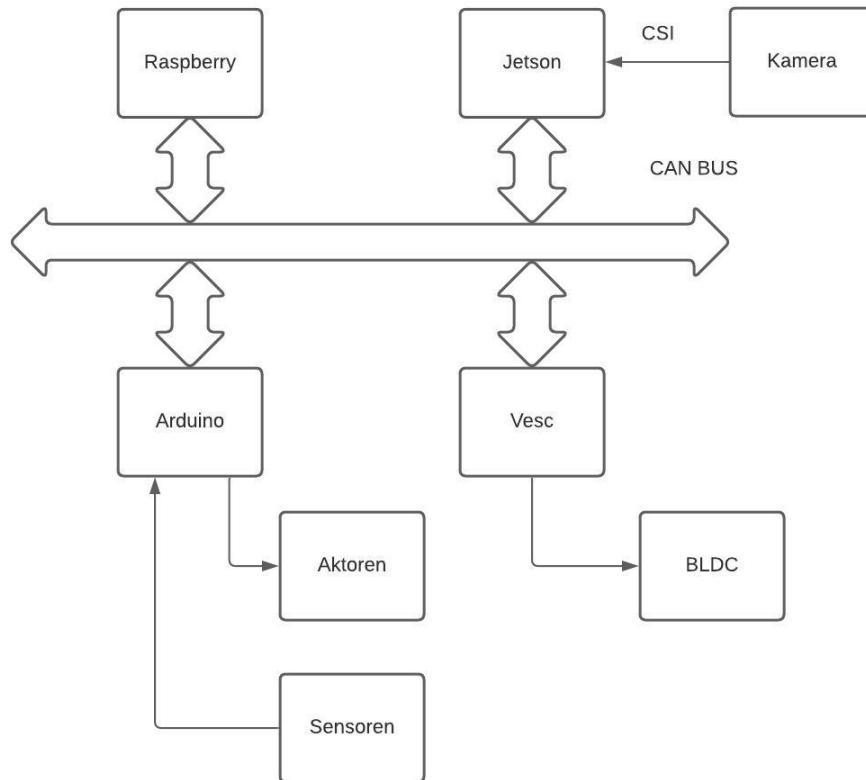 Raspberry
Jetson
CSI
Kamera
CAN BUS
Arduino
Vesc
Aktoren
BLDC
Sensoren